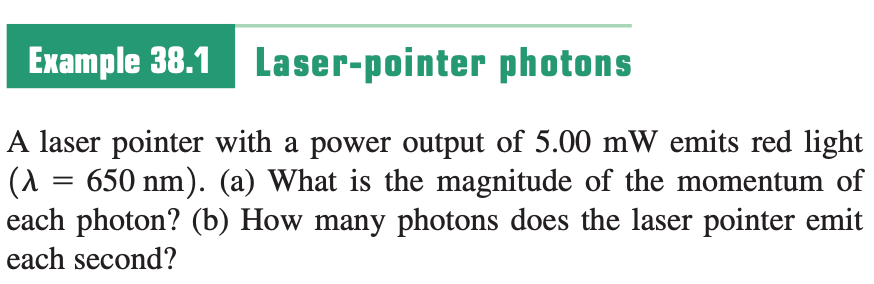 Example 38.1 Laser-pointer photons
A laser pointer with a power output of 5.00 mW emits red light
(λ = 650 nm). (a) What is the magnitude of the momentum of
each photon? (b) How many photons does the laser pointer emit
each second?